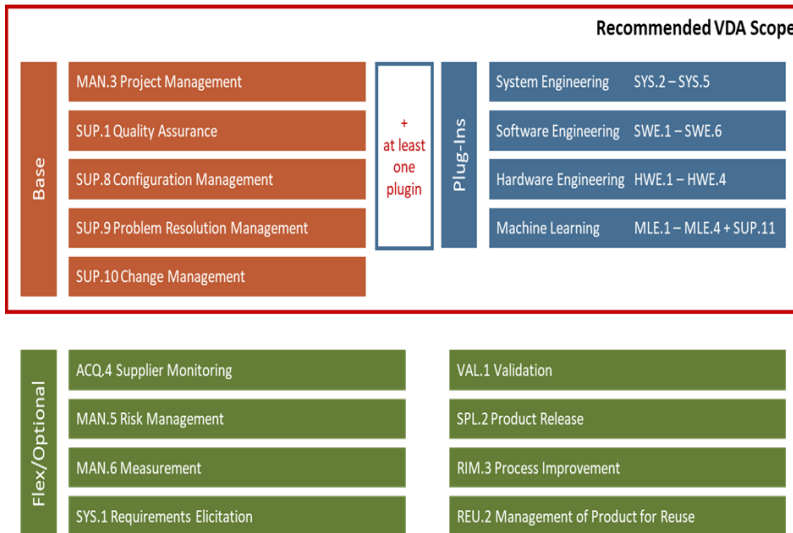 Recommended VDA Scope
Base
MAN.3 Project Management
SUP.1 Quality Assurance
SUP.8 Configuration Management
SUP.9 Problem Resolution Management
SUP.10 Change Management
+
at least
one
plugin
Plug-Ins
System Engineering SYS.2 – SYS.5
Software Engineering SWE.1 – SWE.6
Hardware Engineering HWE.1 – HWE.4
Machine Learning MLE.1 – MLE.4 + SUP.11
Flex/Optional
ACQ.4 Supplier Monitoring
MAN.5 Risk Management
MAN.6 Measurement
SYS.1 Requirements Elicitation
VAL.1 Validation
SPL.2 Product Release
RIM.3 Process Improvement
REU.2 Management of Product for Reuse